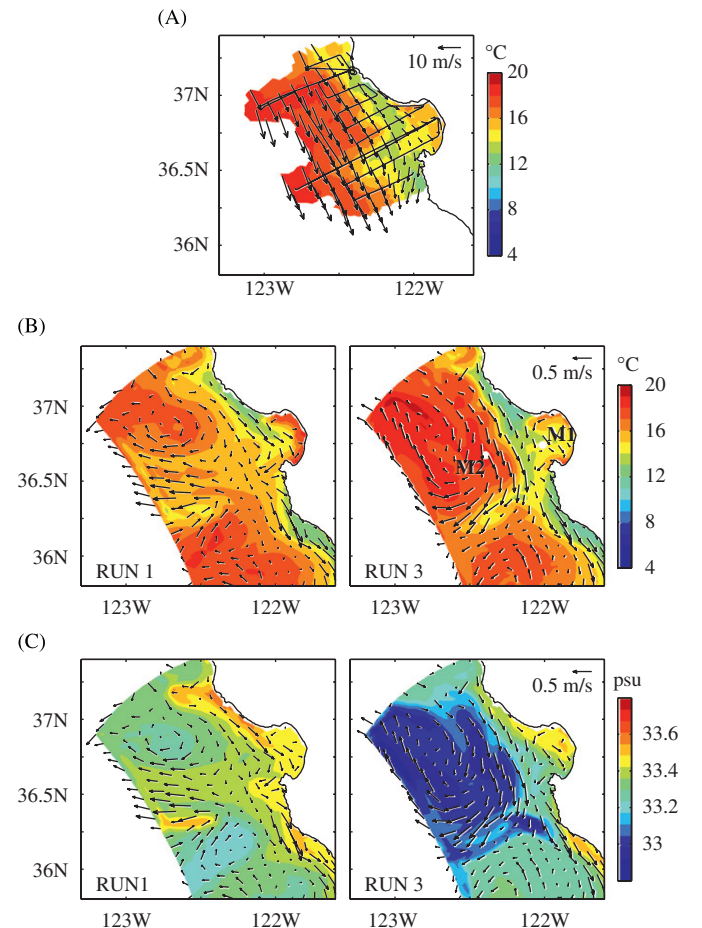 (A)
10 m/s
°C
20
16
12
8
4
37N
36.5N
36N
123W
122W
(B)
0.5 m/s
°C
20
16
12
8
4
37N
36.5N
36N
M1
M2
RUN 1
RUN 3
123W
122W
123W
122W
(C)
0.5 m/s
psu
33.6
33.4
33.2
33
37N
36.5N
36N
RUN1
RUN 3
123W
122W
123W
122W